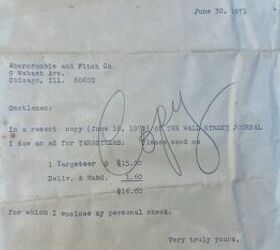 June 30, 1971
Abercrombie and Fitch Co.
9 Wabash Ave.
Chicago, Ill. 60602
Gentlemen:
In a recent copy (June 16, 1971) of THE WALL STREET JOURNAL
I saw an ad for TARGETEERS. Please send me
1 Targeteer @ $15.00
Deliv. & Hand. 1.60
$16.60
for which I enclose my personal check.
Very truly yours,
Copy